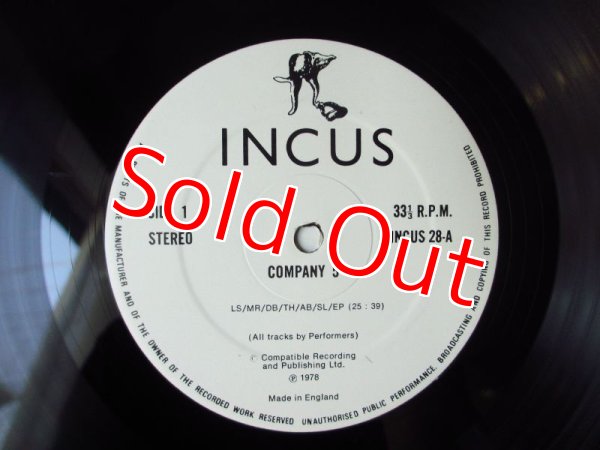 INCUS
Sold Out
1
STEREO
33⅓ R.P.M.
INCUS 28-A
COMPANY 5
LS/MR/DB/TH/AB/SL/EP (25 : 39)
(All tracks by Performers)
© Compatible Recording
and Publishing Ltd.
℗ 1978
Made in England
MANUFACTURER AND OF THE OWNER OF THE RECORDED WORK RESERVED UNAUTHORISED PUBLIC PERFORMANCE, BROADCASTING AND COPYING OF THIS RECORD PROHIBITED